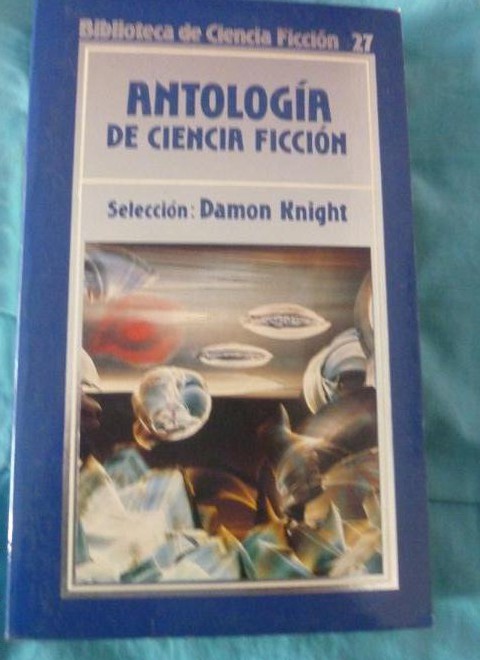 Biblioteca de Ciencia Ficción 27
ANTOLOGÍA
DE CIENCIA FICCIÓN
Selección: Damon Knight